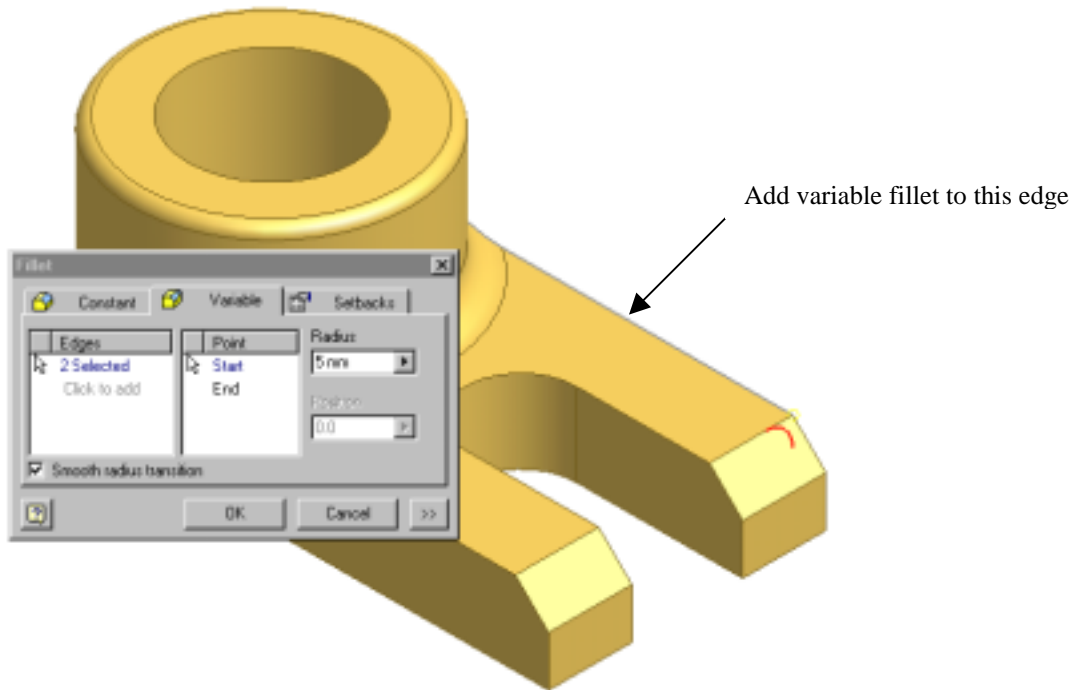 Add variable fillet to this edge
Fillet
Constant Variable Setbacks
Edges Point Radius
2 Selected Start 5 mm
Click to add End
Position
0.0
Smooth radius transition
OK Cancel >>